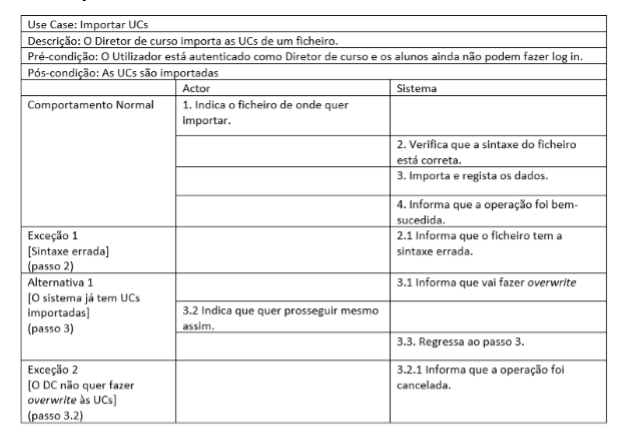 Use Case: Importar UCs
Descrição: O Diretor de curso importa as UCs de um ficheiro.
Pré-condição: O Utilizador está autenticado como Diretor de curso e os alunos ainda não podem fazer log in.
Pós-condição: As UCs são importadas
Actor
Sistema
Comportamento Normal
1. Indica o ficheiro de onde quer
importar.
2. Verifica que a sintaxe do ficheiro
está correta.
3. Importa e regista os dados.
4. Informa que a operação foi bem-
sucedida.
Exceção 1
[Sintaxe errada]
(passo 2)
2.1 Informa que o ficheiro tem a
sintaxe errada.
Alternativa 1
[O sistema já tem UCs
importadas]
(passo 3)
3.1 Informa que vai fazer overwrite
3.2 Indica que quer prosseguir mesmo
assim.
3.3. Regressa ao passo 3.
Exceção 2
[O DC não quer fazer
overwrite às UCs]
(passo 3.2)
3.2.1 Informa que a operação foi
cancelada.